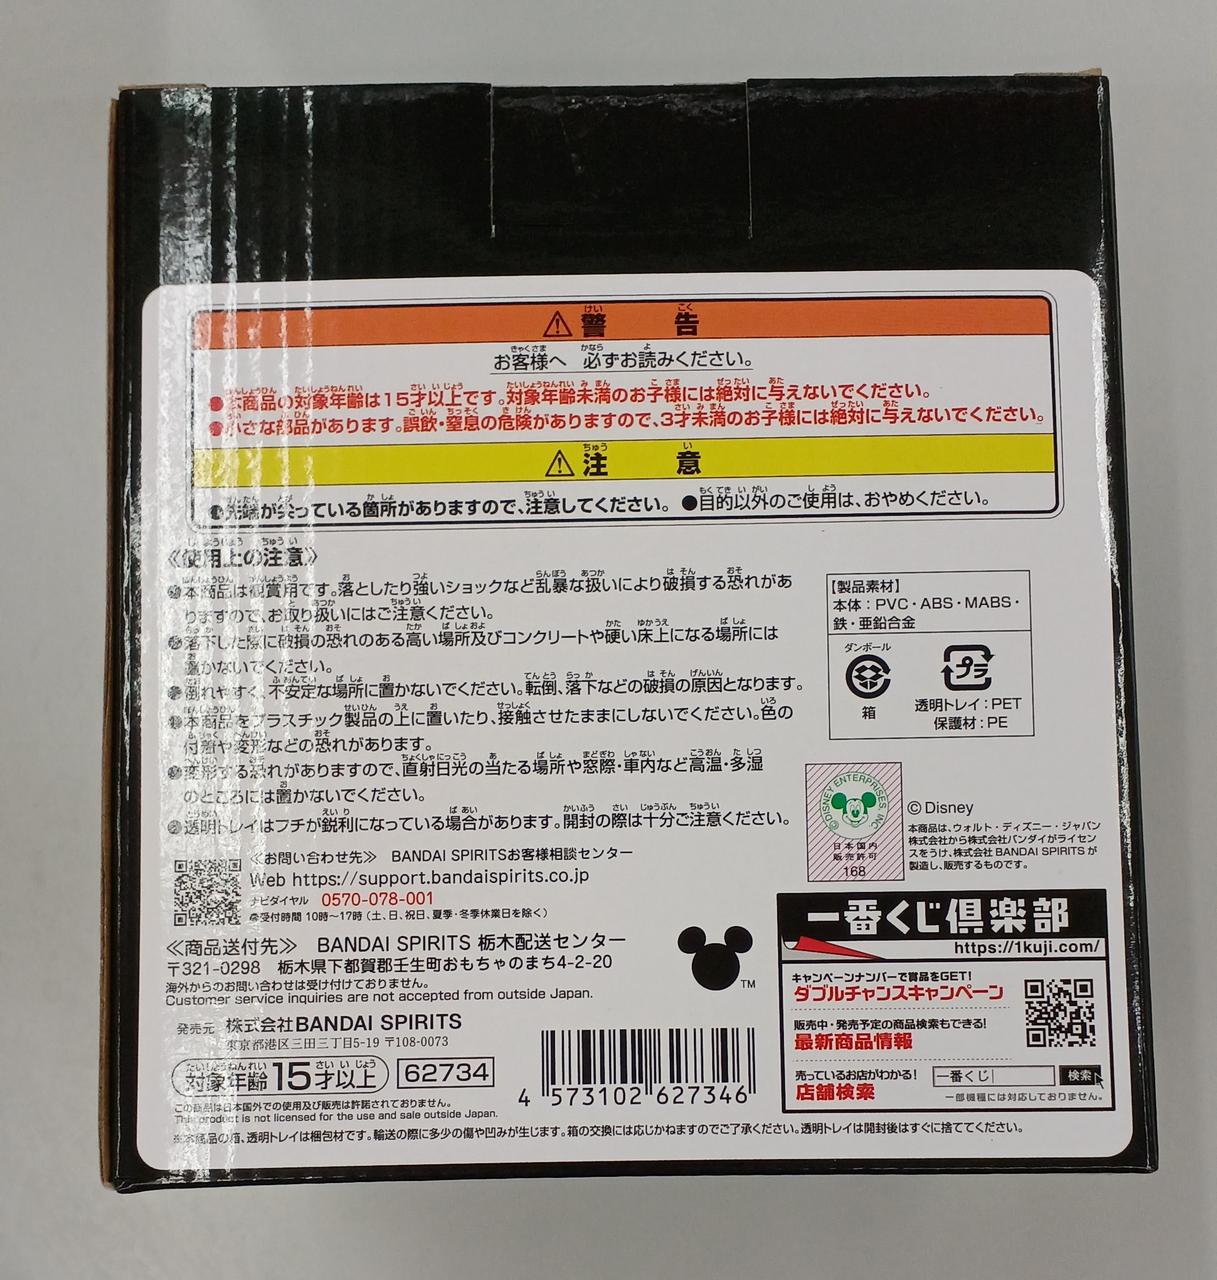 ⚠警告
お客様へ 必ずお読みください。
●本商品の対象年齢は15才以上です。対象年齢未満のお子様には絶対に与えないでください。
●小さな部品があります。誤飲・窒息の危険がありますので、3才未満のお子様には絶対に与えないでください。
⚠注意
●先端が尖っている箇所がありますので、注意してください。 ●目的以外のご使用は、おやめください。
《使用上の注意》
●本商品は観賞用です。落としたり強いショックなど乱暴な扱いにより破損する恐れがあ
りますので、お取り扱いにはご注意ください。
●落下した際に破損の恐れのある高い場所及びコンクリートや硬い床上になる場所には
置かないでください。
●倒れやすく、不安定な場所に置かないでください。転倒、落下などの破損の原因となります。
●本商品をプラスチック製品の上に置いたり、接触させたままにしないでください。色の
付着や変形などの恐れがあります。
●変形する恐れがありますので、直射日光の当たる場所や窓際・車内など高温・多湿
のところには置かないでください。
●透明トレイはフチが鋭利になっている場合があります。開封の際は十分ご注意ください。
【製品素材】
本体：PVC・ABS・MABS・
鉄・亜鉛合金
ダンボール
箱
プラ
透明トレイ：PET
保護材：PE
©DISNEY ENTERPRISES INC
日本国内
販売許可
168
©Disney
本商品は、ウォルト・ディズニー・ジャパン
株式会社から株式会社バンダイがライセン
スをうけ、株式会社 BANDAI SPIRITS が
製造し、販売するものです。
≪お問い合わせ先≫ BANDAI SPIRITSお客様相談センター
Web https://support.bandaispirits.co.jp
ナビダイヤル 0570-078-001
●受付時間 10時〜17時（土、日、祝日、夏季・冬季休業日を除く）
≪商品送付先≫ BANDAI SPIRITS 栃木配送センター
〒321-0298 栃木県下都賀郡壬生町おもちゃのまち4-2-20
海外からのお問い合わせは受け付けておりません。
Customer service inquiries are not accepted from outside Japan.
TM
発売元 株式会社BANDAI SPIRITS
東京都港区三田三丁目5-19 〒108-0073
対象年齢15才以上
62734
この商品は日本国外での使用及び販売は許諾されておりません。
This product is not licensed for the use and sale outside Japan.
4 573102 627346
一番くじ倶楽部
https://1kuji.com/
キャンペーンナンバーで賞品をGET!
ダブルチャンスキャンペーン
販売中・発売予定の商品検索もできる!
最新商品情報
売っているお店がわかる!
店舗検索
一番くじ 検索
一部機種には対応しておりません。
※本商品の箱、透明トレイは梱包材です。輸送の際に多少の傷や凹みが生じます。箱の交換には応じかねますのでご了承ください。透明トレイは開封後はすぐに捨ててください。